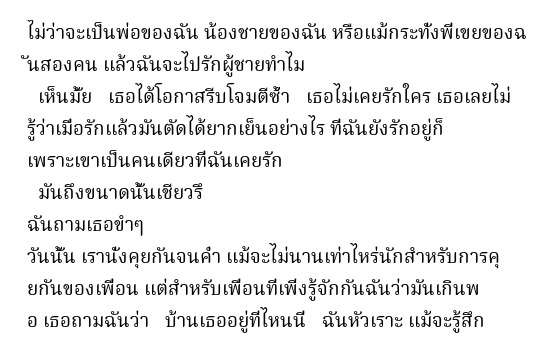 ไม่ว่าจะเป็นพ่อของฉัน น้องชายของฉัน หรือแม้กระทั่งพี่เขยของฉ
ันสองคน แล้วฉันจะไปรักผู้ชายทำไม
เห็นมั้ย เธอได้โอกาสรีบโจมตีซ้ำ เธอไม่เคยรักใคร เธอเลยไม่
รู้ว่าเมื่อรักแล้วมันตัดได้ยากเย็นอย่างไร ที่ฉันยังรักอยู่ก็
เพราะเขาเป็นคนเดียวที่ฉันเคยรัก
มันถึงขนาดนั้นเชียวรึ
ฉันถามเธอขำๆ
วันนั้น เรานั่งคุยกันจนค่ำ แม้จะไม่นานเท่าไหร่นักสำหรับการคุ
ยกันของเพื่อน แต่สำหรับเพื่อนที่เพิ่งรู้จักกันฉันว่ามันเกินพ
อ เธอถามฉันว่า บ้านเธออยู่ที่ไหนนี่ ฉันหัวเราะ แม้จะรู้สึก